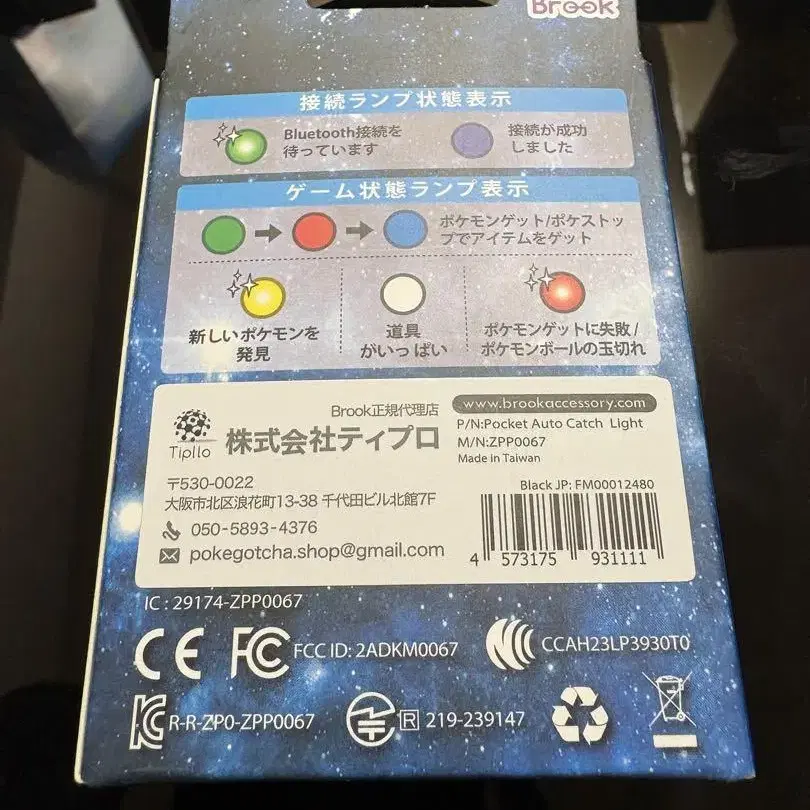 Brook
接続ランプ状態表示
Bluetooth接続を
待っています
接続が成功
しました
ゲーム状態ランプ表示
ポケモンゲット/ポケストッ
プでアイテムをゲット
新しいポケモンを
発見
道具
がいっぱい
ポケモンゲットに失敗/
ポケモンボールの玉切れ
Brook正規代理店
Tipllo 株式会社ティプロ
〒530-0022
大阪市北区浪花町13-38 千代田ビル北館7F
050-5893-4376
pokegotcha.shop@gmail.com
www.brookaccessory.com
P/N:Pocket Auto Catch Light
M/N:ZPP0067
Made in Taiwan
Black JP: FM00012480
4 573175 931111
IC : 29174-ZPP0067
CE FC FCC ID: 2ADKM0067 CCAH23LP3930T0
R-R-ZP0-ZPP0067 R 219-239147